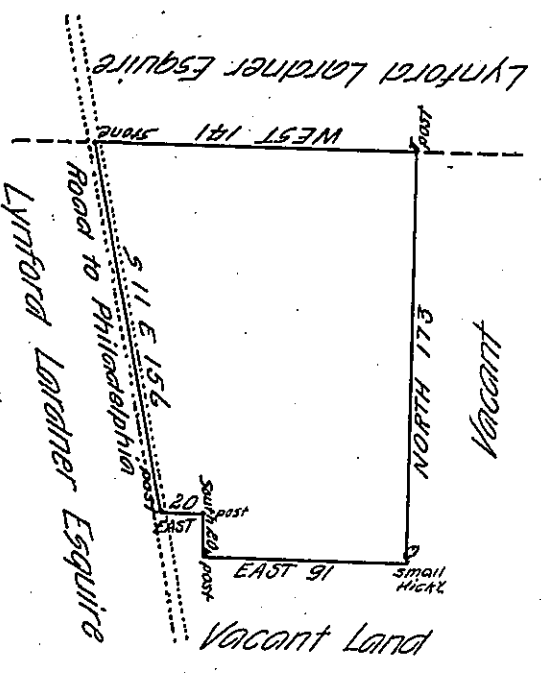 Lynford Lardner Esquire
WEST 141
stone
post
S 11 E 156
Road to Philadelphia
Lynford Lardner Esquire
NORTH 173
Vacant
post
20
EAST
South 20
post
post
EAST 91
small
Hickʸ
Vacant Land